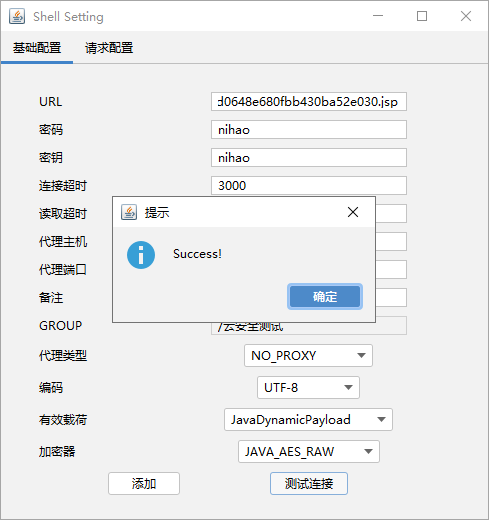 Shell Setting
基础配置 请求配置
URL d0648e680fbb430ba52e030.jsp
密码 nihao
密钥 nihao
连接超时 3000
读取超时
提示
代理主机
Success!
代理端口
备注
确定
GROUP /云安全测试
代理类型 NO_PROXY
编码 UTF-8
有效载荷 JavaDynamicPayload
加密器 JAVA_AES_RAW
添加 测试连接